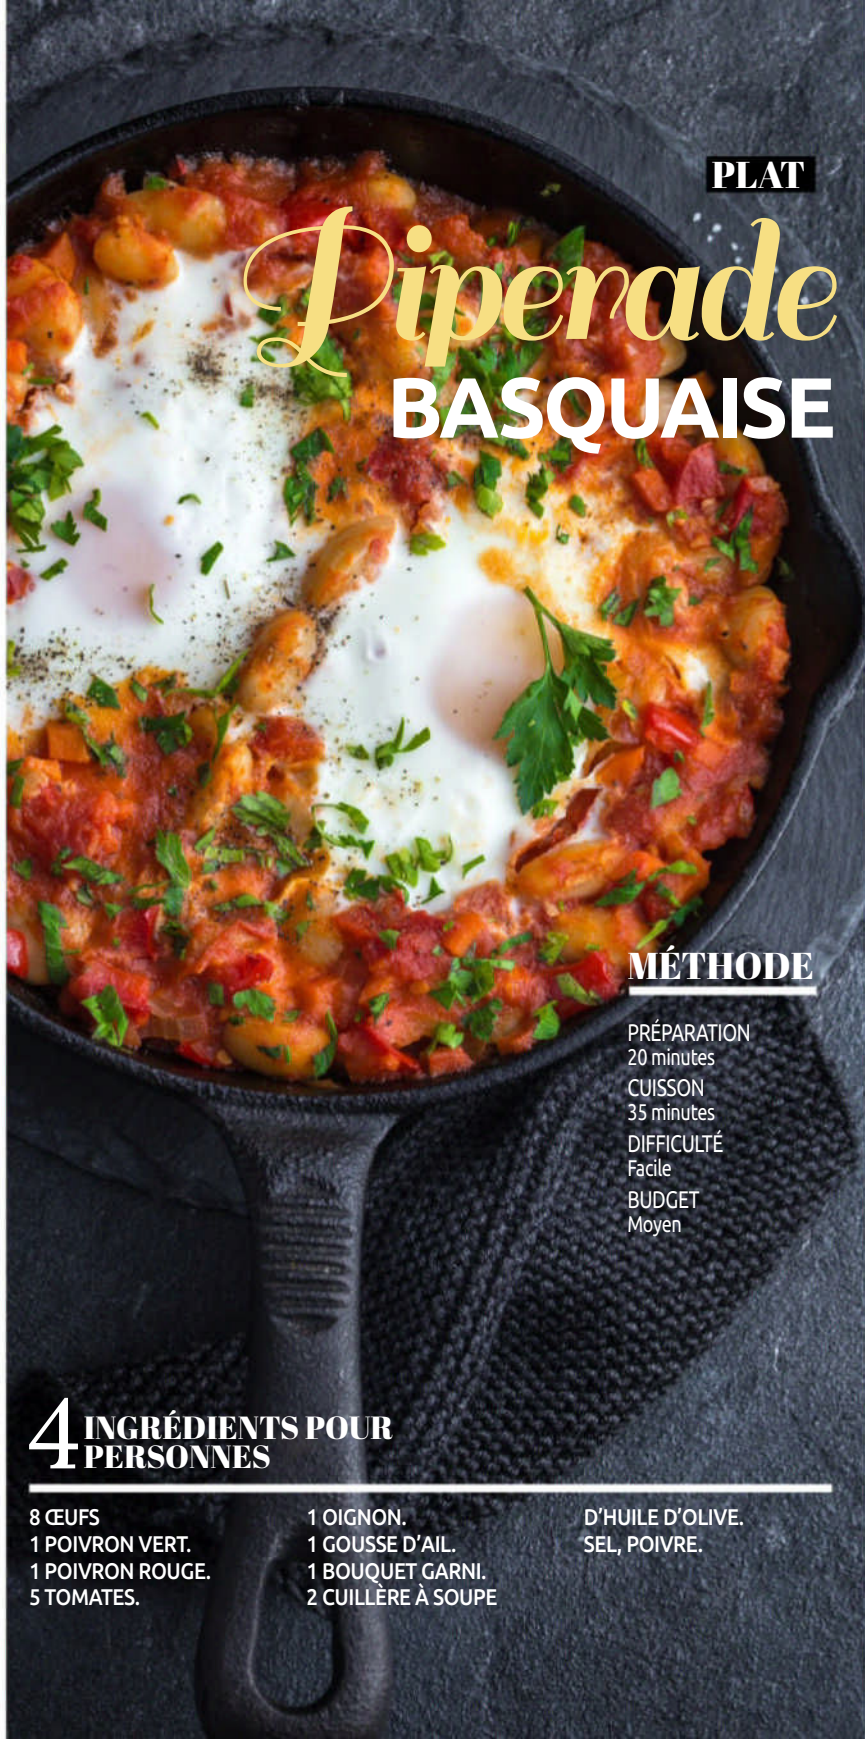 PLAT
Piperade
BASQUAISE
MÉTHODE
PRÉPARATION
20 minutes
CUISSON
35 minutes
DIFFICULTÉ
Facile
BUDGET
Moyen
4 INGRÉDIENTS POUR
PERSONNES
8 ŒUFS
1 POIVRON VERT.
1 POIVRON ROUGE.
5 TOMATES.
1 OIGNON.
1 GOUSSE D’AIL.
1 BOUQUET GARNI.
2 CUILLÈRE À SOUPE
D’HUILE D’OLIVE.
SEL, POIVRE.